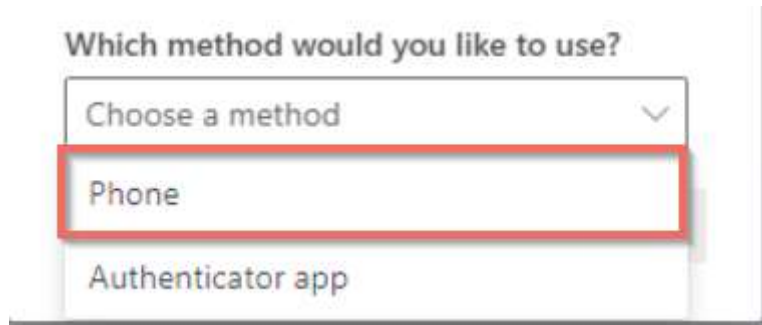 Which method would you like to use?
Choose a method
Phone
Authenticator app